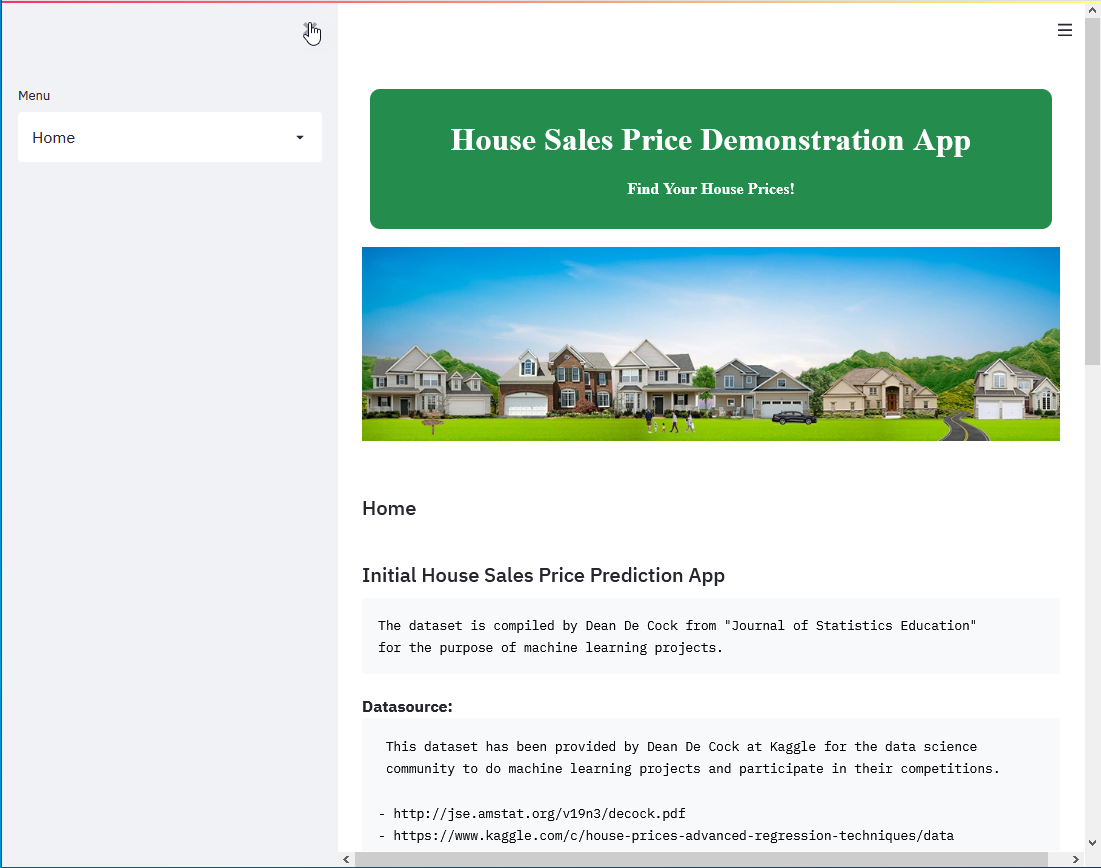 Menu
Home
House Sales Price Demonstration App
Find Your House Prices!
Home
Initial House Sales Price Prediction App
The dataset is compiled by Dean De Cock from "Journal of Statistics Education"
for the purpose of machine learning projects.
Datasource:
This dataset has been provided by Dean De Cock at Kaggle for the data science
community to do machine learning projects and participate in their competitions.
- http://jse.amstat.org/v19n3/decock.pdf
- https://www.kaggle.com/c/house-prices-advanced-regression-techniques/data